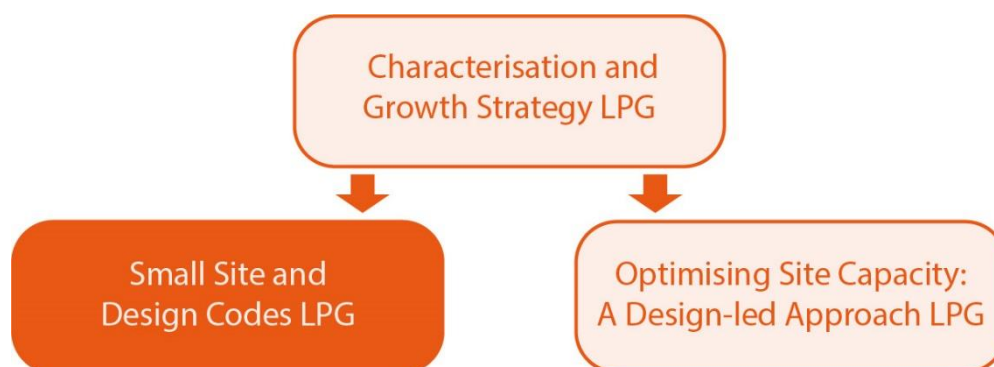 Characterisation and
Growth Strategy LPG
Small Site and
Design Codes LPG
Optimising Site Capacity:
A Design-led Approach LPG